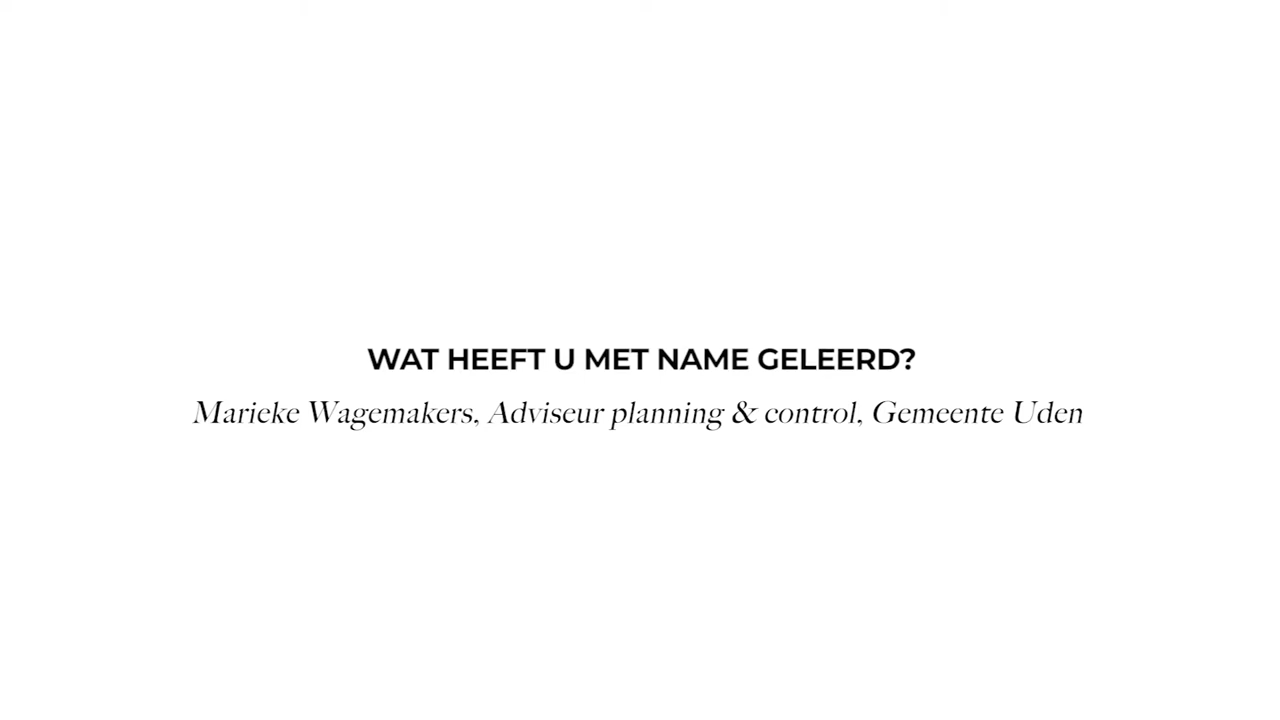 WAT HEEFT U MET NAME GELEERD?
Marieke Wagemakers, Adviseur planning & control, Gemeente Uden